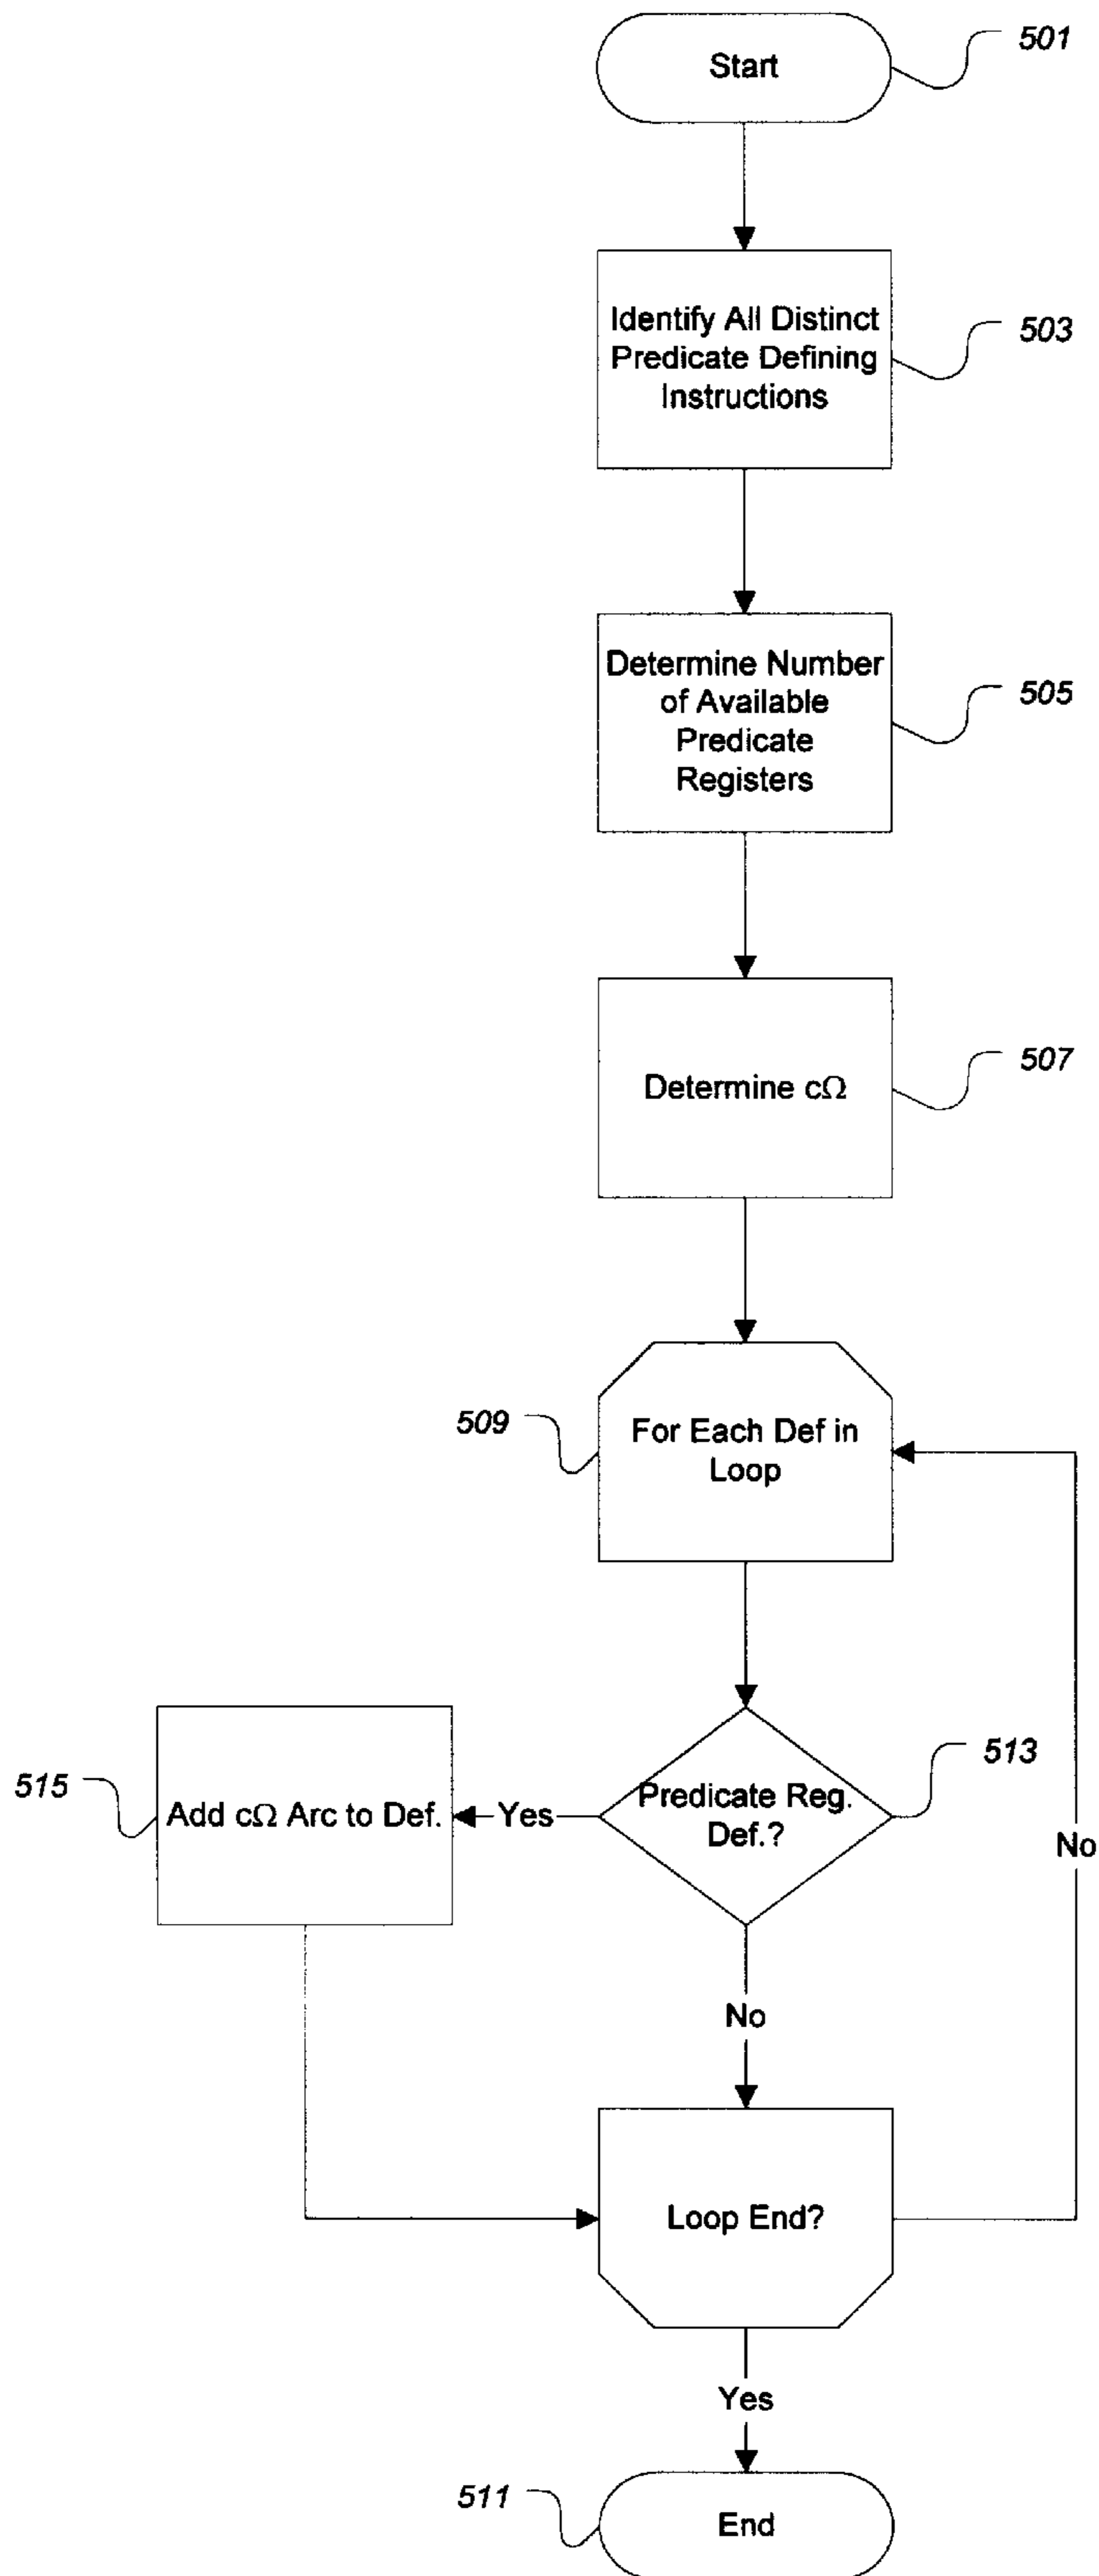 Start
501
Identify All Distinct
Predicate Defining
Instructions
503
Determine Number
of Available
Predicate
Registers
505
Determine cΩ
507
509
For Each Def in
Loop
Predicate Reg.
Def.?
513
515
Add cΩ Arc to Def.
Yes
No
No
Loop End?
Yes
511
End